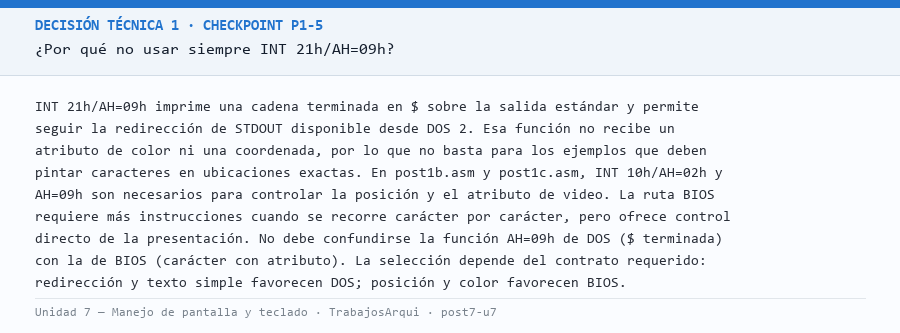 DECISIÓN TÉCNICA 1 · CHECKPOINT P1-5
¿Por qué no usar siempre INT 21h/AH=09h?
INT 21h/AH=09h imprime una cadena terminada en $ sobre la salida estándar y permite
seguir la redirección de STDOUT disponible desde DOS 2. Esa función no recibe un
atributo de color ni una coordenada, por lo que no basta para los ejemplos que deben
pintar caracteres en ubicaciones exactas. En post1b.asm y post1c.asm, INT 10h/AH=02h y
AH=09h son necesarios para controlar la posición y el atributo de video. La ruta BIOS
requiere más instrucciones cuando se recorre carácter por carácter, pero ofrece control
directo de la presentación. No debe confundirse la función AH=09h de DOS ($ terminada)
con la de BIOS (carácter con atributo). La selección depende del contrato requerido:
redirección y texto simple favorecen DOS; posición y color favorecen BIOS.
Unidad 7 — Manejo de pantalla y teclado · TrabajosArqui · post7-u7